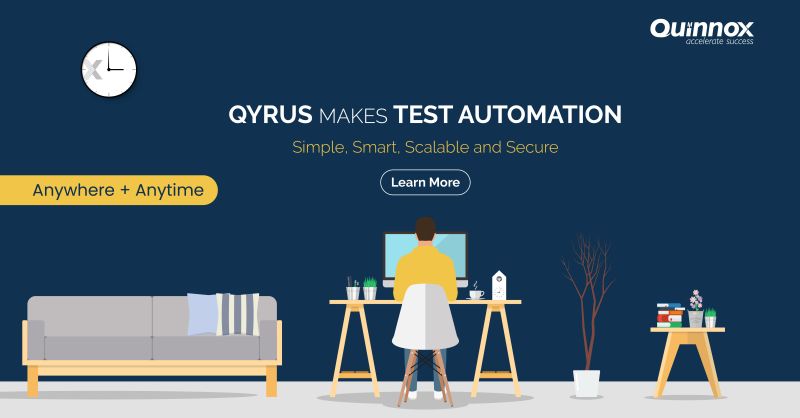 Quinnox
accelerate success
X
QYRUS MAKES TEST AUTOMATION
Simple, Smart, Scalable and Secure
Learn More
Anywhere + Anytime